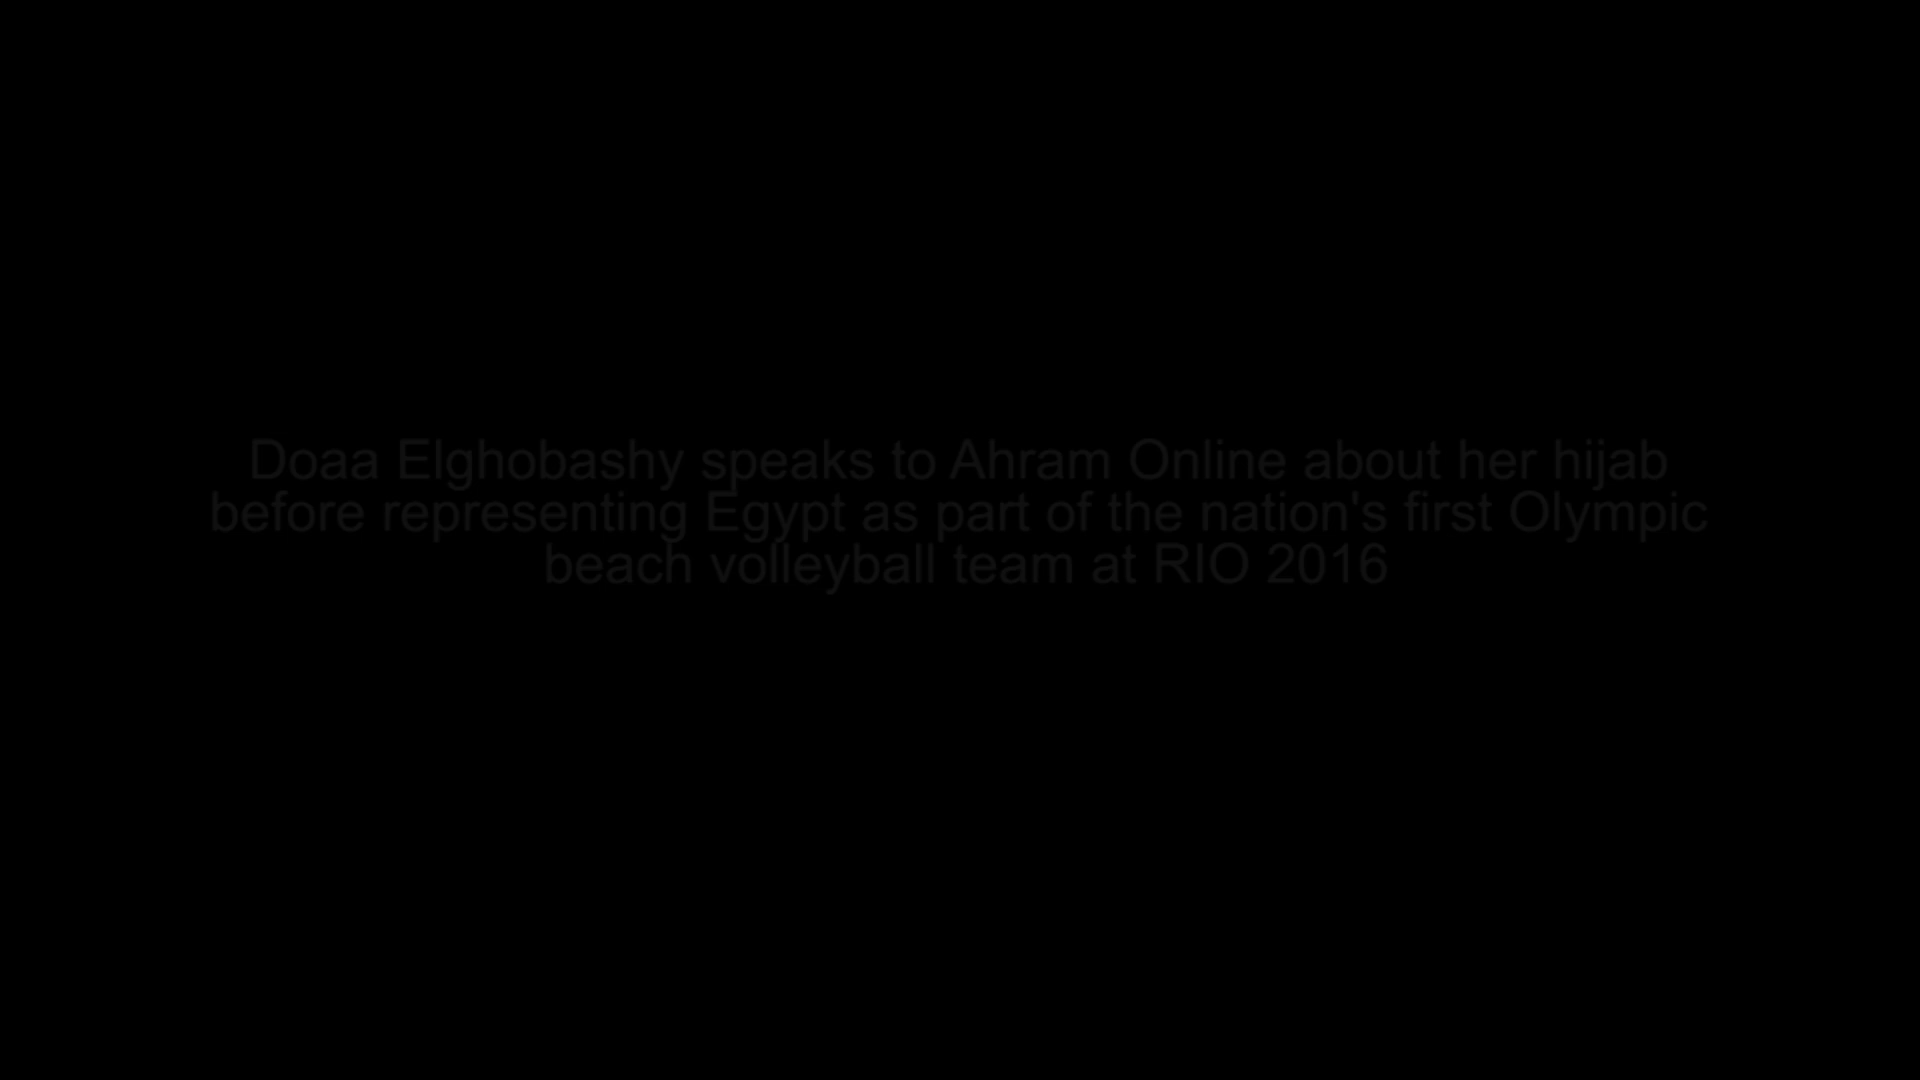 Doaa Elghobashy speaks to Ahram Online about her hijab
before representing Egypt as part of the nation's first Olympic
beach volleyball team at RIO 2016